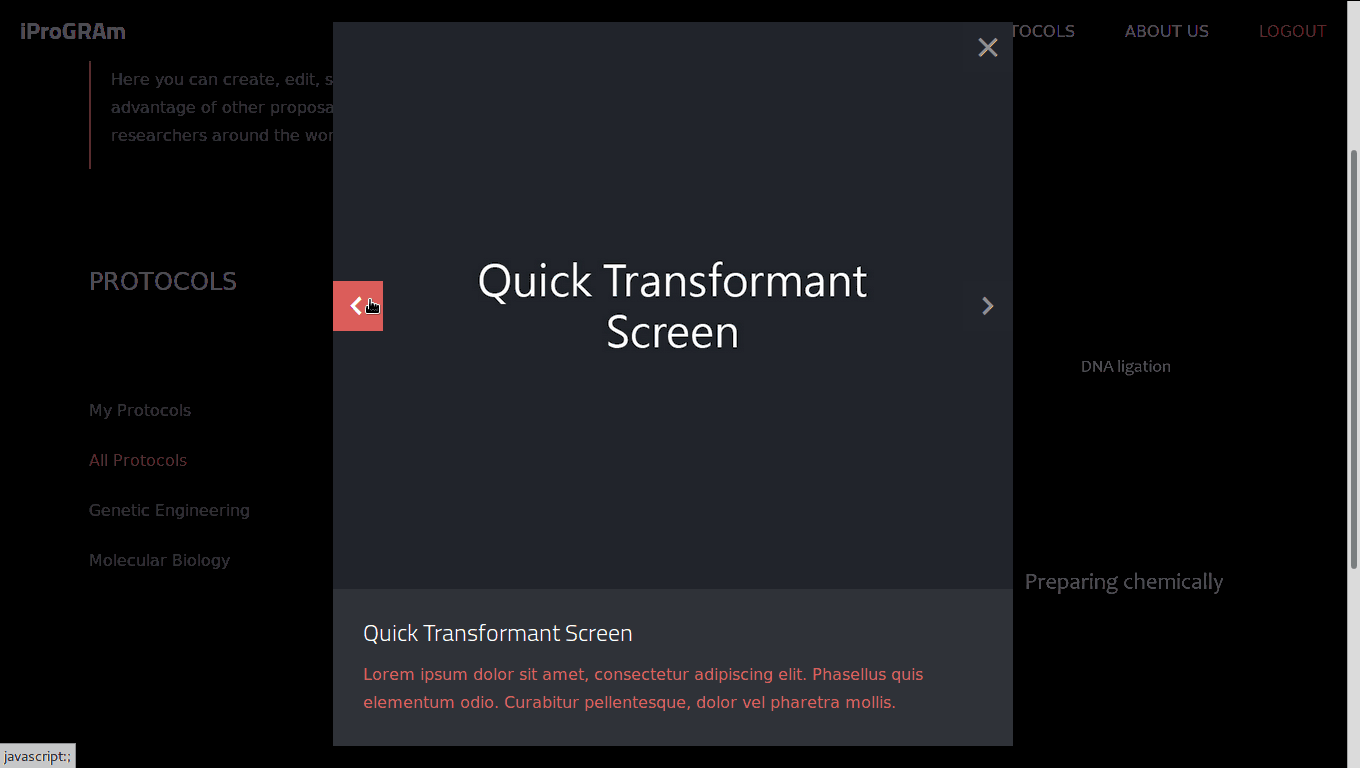 iProGRAm
TOCOLS
ABOUT US
LOGOUT
Here you can create, edit, s
advantage of other proposa
researchers around the wor
PROTOCOLS
My Protocols
All Protocols
Genetic Engineering
Molecular Biology
Quick Transformant
Screen
DNA ligation
Preparing chemically
Quick Transformant Screen
Lorem ipsum dolor sit amet, consectetur adipiscing elit. Phasellus quis
elementum odio. Curabitur pellentesque, dolor vel pharetra mollis.
javascript:;